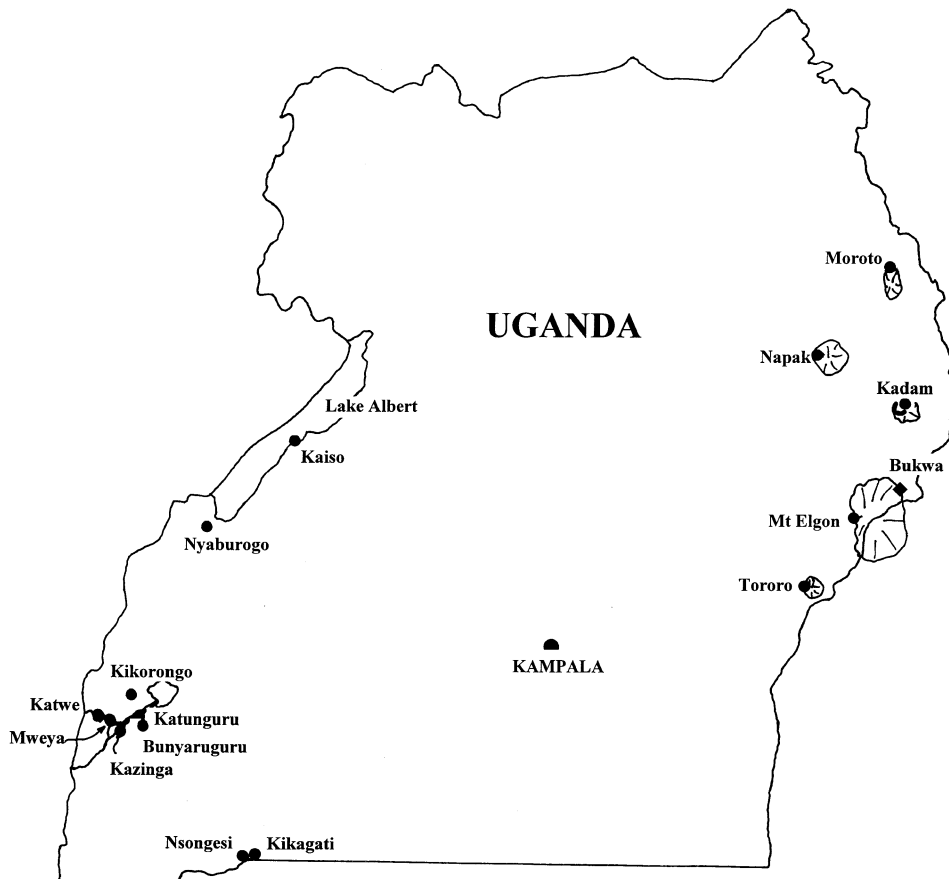 Moroto
UGANDA
Napak
Kadam
Lake Albert
Kaiso
Bukwa
Mt Elgon
Nyaburogo
Tororo
KAMPALA
Kikorongo
Katwe
Katunguru
Mweya
Bunyaruguru
Kazinga
Nsongesi
Kikagati